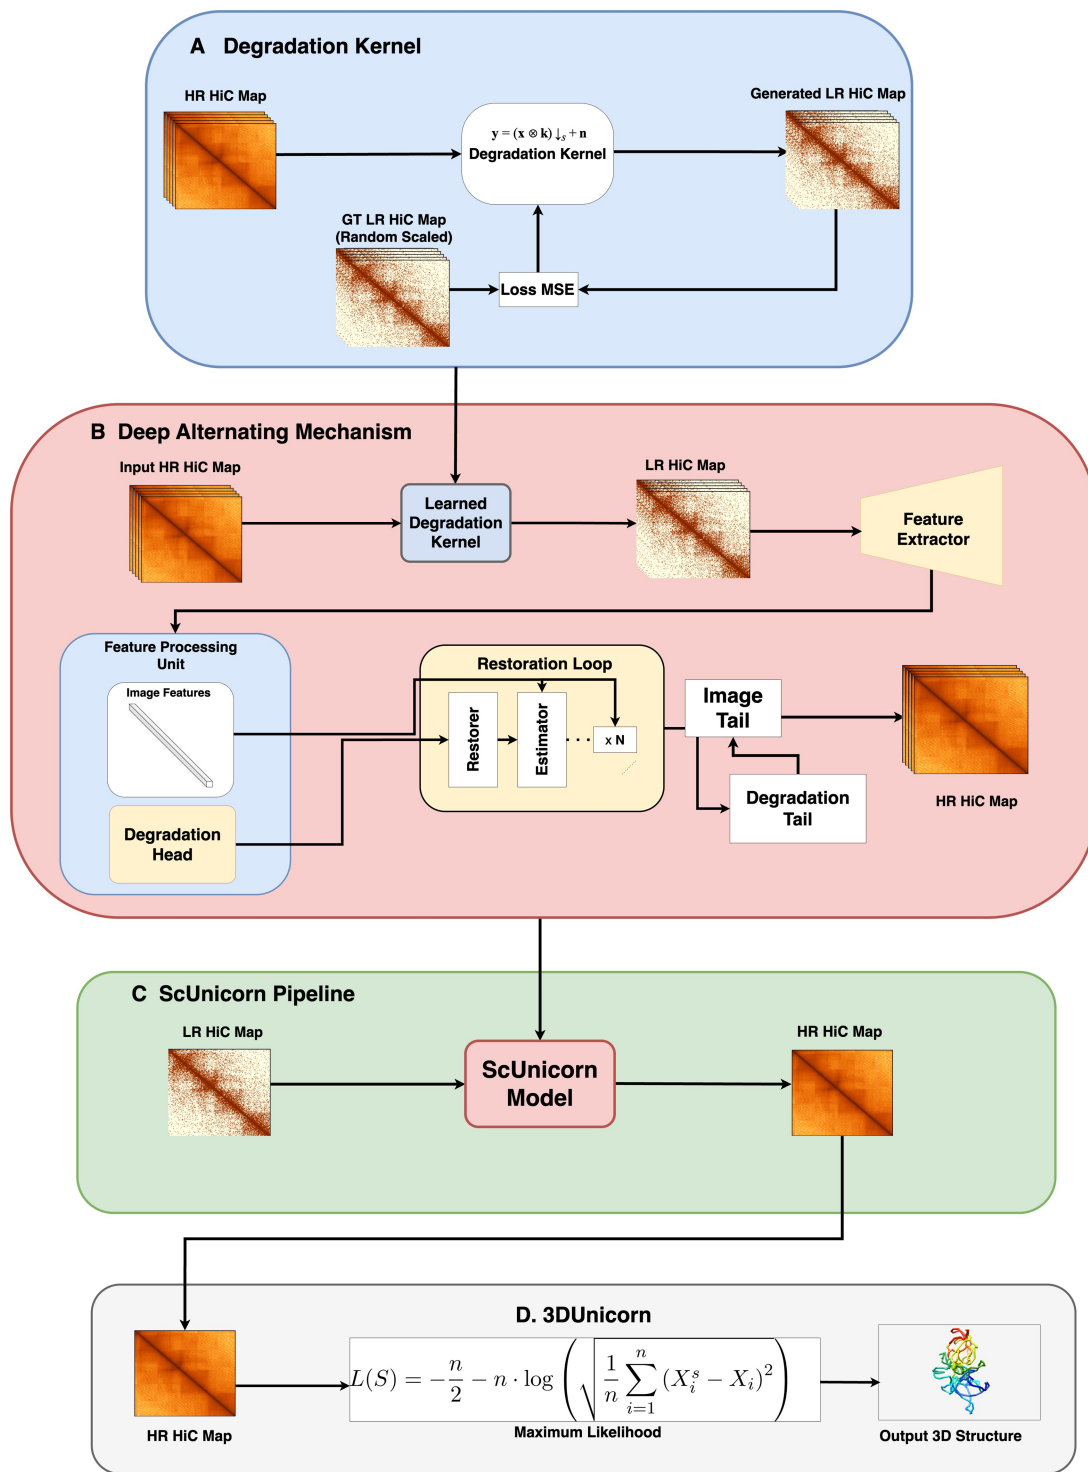 A Degradation Kernel
HR HiC Map
Generated LR HiC Map
y = (x ⊗ k) ↓s + n
Degradation Kernel
GT LR HiC Map
(Random Scaled)
Loss MSE
B Deep Alternating Mechanism
Input HR HiC Map
LR HiC Map
Learned
Degradation
Kernel
Feature
Extractor
Feature Processing
Unit
Image Features
Degradation
Head
Restoration Loop
Restorer
Estimator
x N
Image
Tail
Degradation
Tail
HR HiC Map
C ScUnicorn Pipeline
LR HiC Map
ScUnicorn
Model
HR HiC Map
D. 3DUnicorn
HR HiC Map
L(S) = −n/2 − n · log(√(1/n ∑_{i=1}^{n} (X_i^s − X_i)^2))
Maximum Likelihood
Output 3D Structure